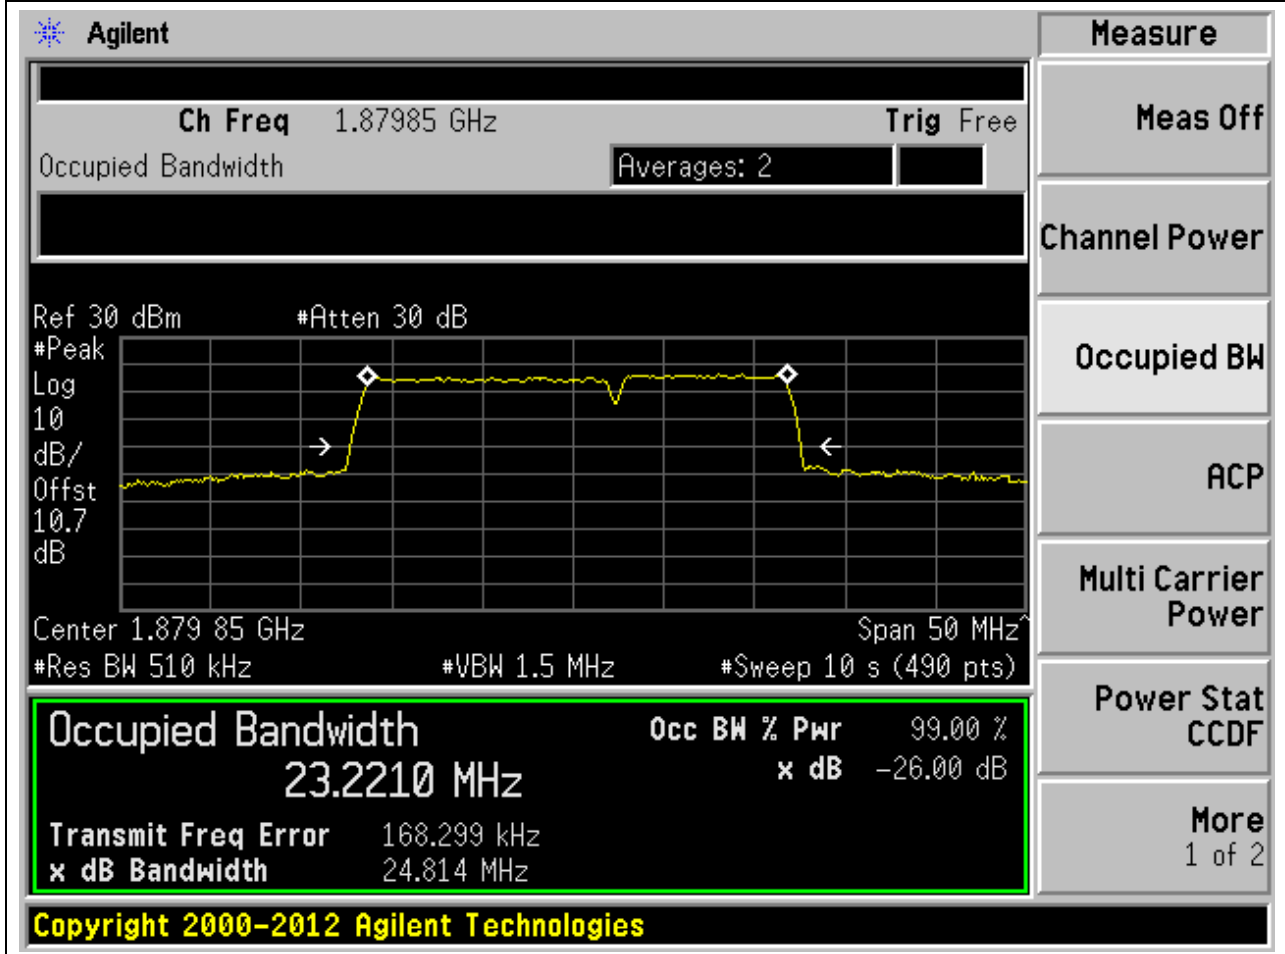 Agilent
Measure
Ch Freq 1.87985 GHz Trig Free
Occupied Bandwidth Averages: 2
Ref 30 dBm #Atten 30 dB
#Peak
Log
10
dB/
Offst
10.7
dB
Center 1.879 85 GHz Span 50 MHz^
#Res BW 510 kHz #VBW 1.5 MHz #Sweep 10 s (490 pts)
Occupied Bandwidth
23.2210 MHz
Occ BW % Pwr 99.00 %
x dB -26.00 dB
Transmit Freq Error 168.299 kHz
x dB Bandwidth 24.814 MHz
Copyright 2000-2012 Agilent Technologies
Meas Off
Channel Power
Occupied BW
ACP
Multi Carrier
Power
Power Stat
CCDF
More
1 of 2